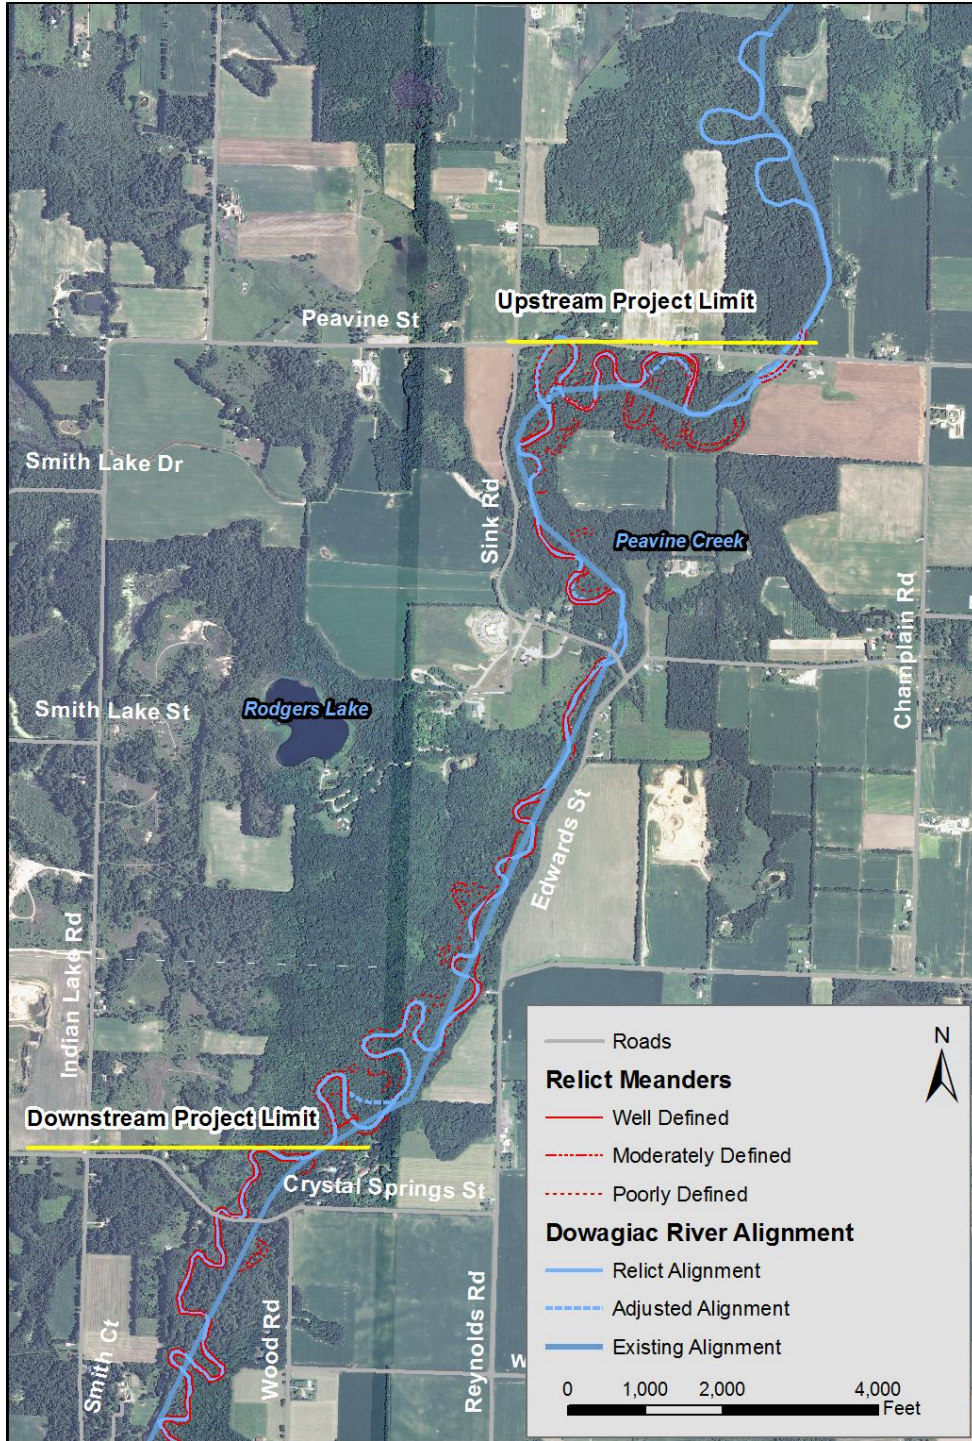 Upstream Project Limit
Peavine St
Smith Lake Dr
Sink Rd
Peavine Creek
Champlain Rd
Smith Lake St
Rodgers Lake
Edwards St
Indian Lake Rd
Downstream Project Limit
Crystal Springs St
Smith Ct
Wood Rd
Reynolds Rd
W
N
Roads
Relict Meanders
Well Defined
Moderately Defined
Poorly Defined
Dowagiac River Alignment
Relict Alignment
Adjusted Alignment
Existing Alignment
0 1,000 2,000 4,000
Feet